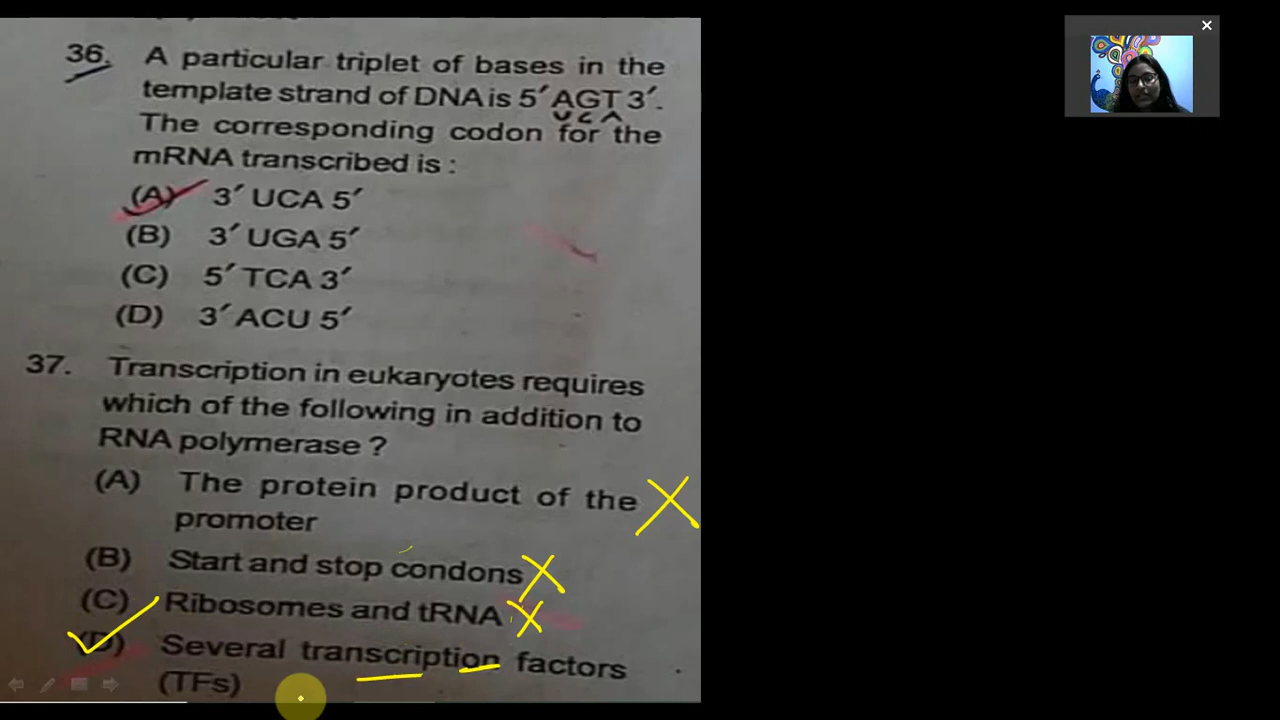 36. A particular triplet of bases in the
template strand of DNA is 5′ AGT 3′.
UCA
The corresponding codon for the
mRNA transcribed is :
(A) 3′ UCA 5′
(B) 3′ UGA 5′
(C) 5′ TCA 3′
(D) 3′ ACU 5′
37. Transcription in eukaryotes requires
which of the following in addition to
RNA polymerase ?
(A) The protein product of the
promoter
(B) Start and stop condons
(C) Ribosomes and tRNA
(D) Several transcription factors
(TFs)